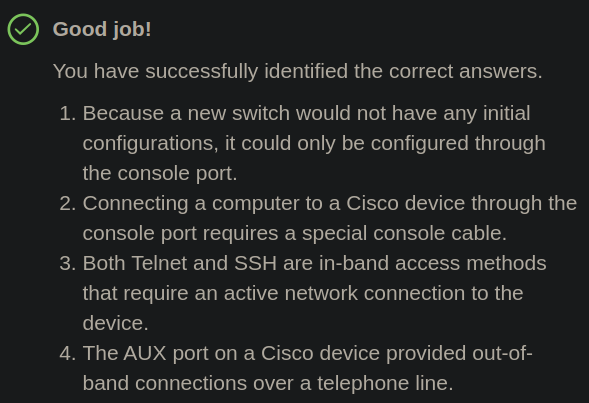 Good job!
You have successfully identified the correct answers.
1. Because a new switch would not have any initial
configurations, it could only be configured through
the console port.
2. Connecting a computer to a Cisco device through the
console port requires a special console cable.
3. Both Telnet and SSH are in-band access methods
that require an active network connection to the
device.
4. The AUX port on a Cisco device provided out-of-
band connections over a telephone line.